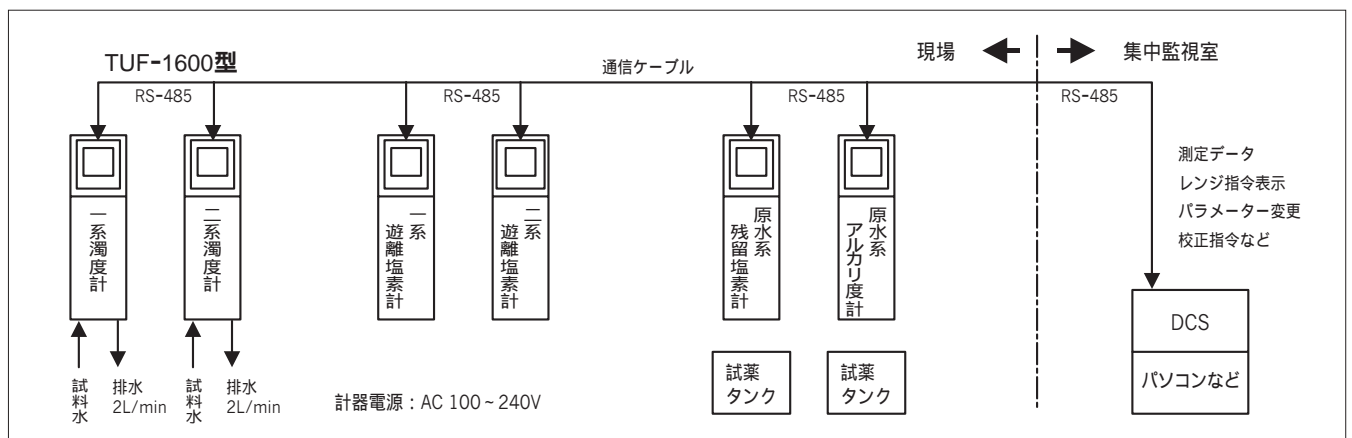 TUF-1600型
通信ケーブル
現場
集中監視室
RS-485
RS-485
RS-485
RS-485
一系濁度計
二系濁度計
一系
遊離塩素計
二系
遊離塩素計
原水系
残留塩素計
原水系
アルカリ度計
測定データ
レンジ指令表示
パラメーター変更
校正指令など
DCS
パソコンなど
試料水
排水
2L/min
試料水
排水
2L/min
計器電源：AC 100~240V
試薬
タンク
試薬
タンク